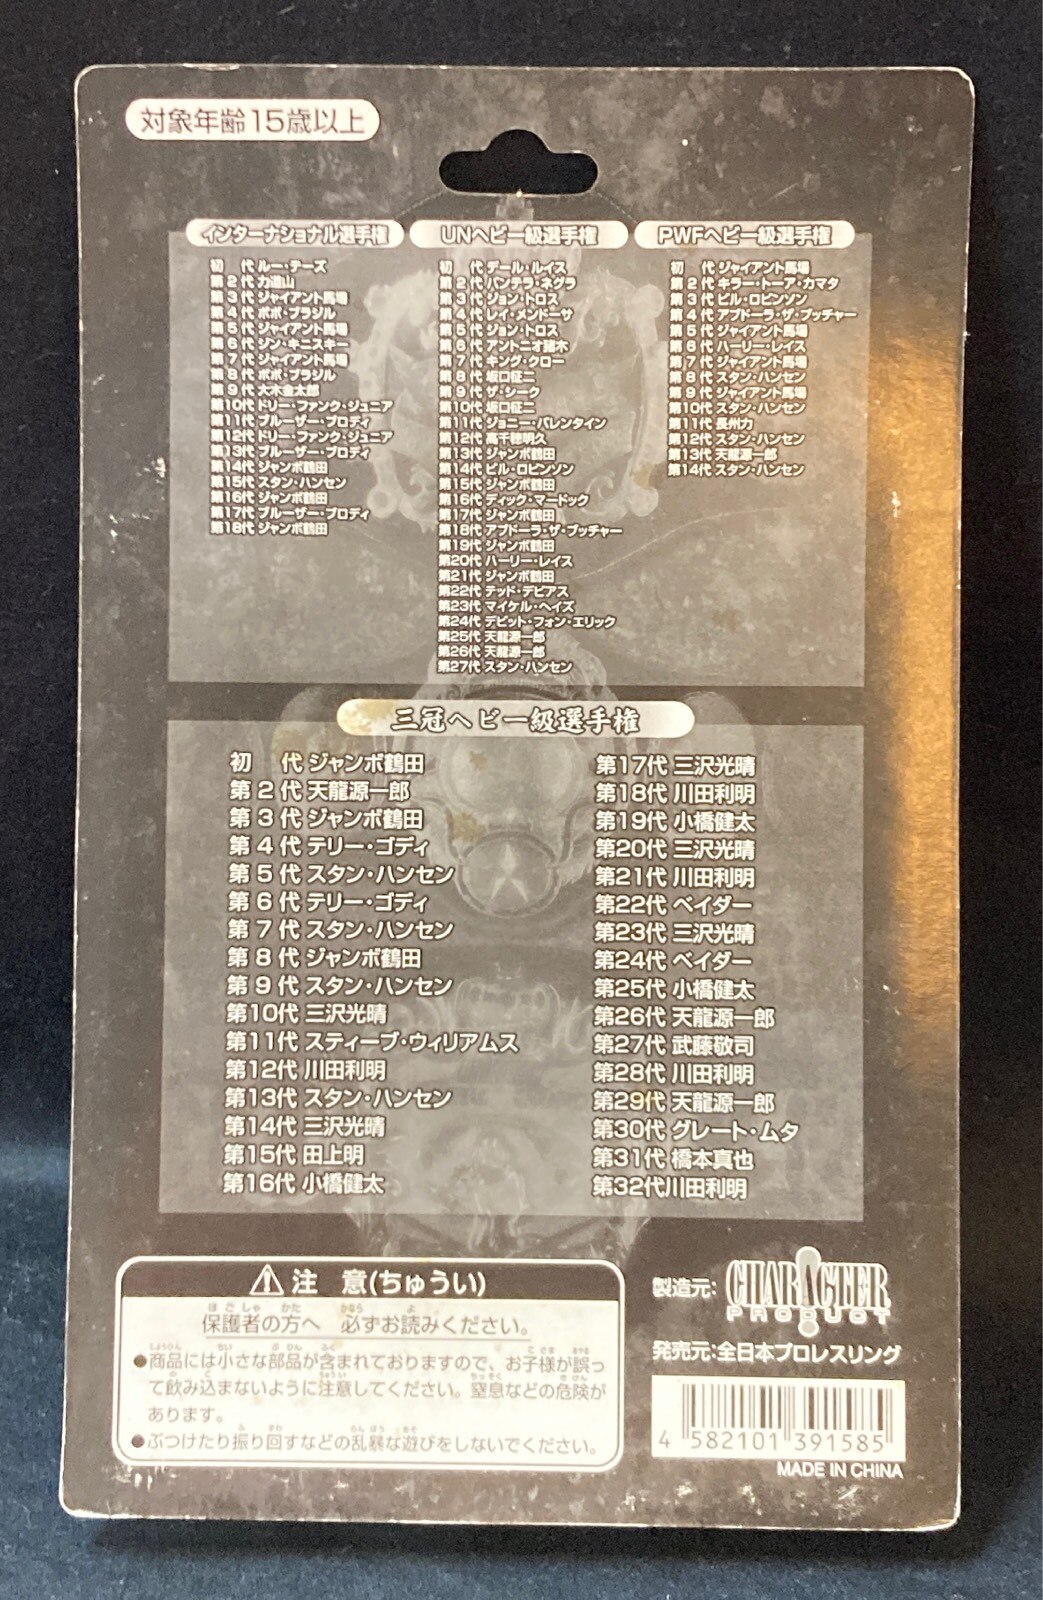 対象年齢15歳以上
インターナショナル選手権
初　代 ルー・テーズ
第2代 力道山
第3代 ジャイアント馬場
第4代 ボボ・ブラジル
第5代 ジャイアント馬場
第6代 ジン・キニスキー
第7代 ジャイアント馬場
第8代 ボボ・ブラジル
第9代 大木金太郎
第10代 ドリー・ファンク・ジュニア
第11代 ブルーザー・ブロディ
第12代 ドリー・ファンク・ジュニア
第13代 ブルーザー・ブロディ
第14代 ジャンボ鶴田
第15代 スタン・ハンセン
第16代 ジャンボ鶴田
第17代 ブルーザー・ブロディ
第18代 ジャンボ鶴田
UNヘビー級選手権
初　代 デール・ルイス
第2代 パンテラ・ネグラ
第3代 ジョン・トロス
第4代 レイ・メンドーサ
第5代 ジョン・トロス
第6代 アントニオ猪木
第7代 キング・クロー
第8代 坂口征二
第9代 ザ・シーク
第10代 坂口征二
第11代 ジョニー・バレンタイン
第12代 高千穂明久
第13代 ジャンボ鶴田
第14代 ビル・ロビンソン
第15代 ジャンボ鶴田
第16代 ディック・マードック
第17代 ジャンボ鶴田
第18代 アブドーラ・ザ・ブッチャー
第19代 ジャンボ鶴田
第20代 ハーリー・レイス
第21代 ジャンボ鶴田
第22代 テッド・デビアス
第23代 マイケル・ヘイズ
第24代 デビット・フォン・エリック
第25代 天龍源一郎
第26代 天龍源一郎
第27代 スタン・ハンセン
PWFヘビー級選手権
初　代 ジャイアント馬場
第2代 キラー・トーア・カマタ
第3代 ビル・ロビンソン
第4代 アブドーラ・ザ・ブッチャー
第5代 ジャイアント馬場
第6代 ハーリー・レイス
第7代 ジャイアント馬場
第8代 スタン・ハンセン
第9代 ジャイアント馬場
第10代 スタン・ハンセン
第11代 長州力
第12代 スタン・ハンセン
第13代 天龍源一郎
第14代 スタン・ハンセン
三冠ヘビー級選手権
初　代 ジャンボ鶴田
第2代 天龍源一郎
第3代 ジャンボ鶴田
第4代 テリー・ゴディ
第5代 スタン・ハンセン
第6代 テリー・ゴディ
第7代 スタン・ハンセン
第8代 ジャンボ鶴田
第9代 スタン・ハンセン
第10代 三沢光晴
第11代 スティーブ・ウィリアムス
第12代 川田利明
第13代 スタン・ハンセン
第14代 三沢光晴
第15代 田上明
第16代 小橋健太
第17代 三沢光晴
第18代 川田利明
第19代 小橋健太
第20代 三沢光晴
第21代 川田利明
第22代 ベイダー
第23代 三沢光晴
第24代 ベイダー
第25代 小橋健太
第26代 天龍源一郎
第27代 武藤敬司
第28代 川田利明
第29代 天龍源一郎
第30代 グレート・ムタ
第31代 橋本真也
第32代川田利明
⚠注　意(ちゅうい)
ほごしゃ かた かなら よ
保護者の方へ　必ずお読みください。
しょうひん ちい ぶひん ふく こさま あやま
●商品には小さな部品が含まれておりますので、お子様が誤っ
の こ ちゅうい ちっそく きけん
て飲み込まないように注意してください。窒息などの危険が
あります。
ふ まわ らんぼう あそ
●ぶつけたり振り回すなどの乱暴な遊びをしないでください。
製造元:CHARACTER
PRODUCT
発売元:全日本プロレスリング
4 582101 391585
MADE IN CHINA